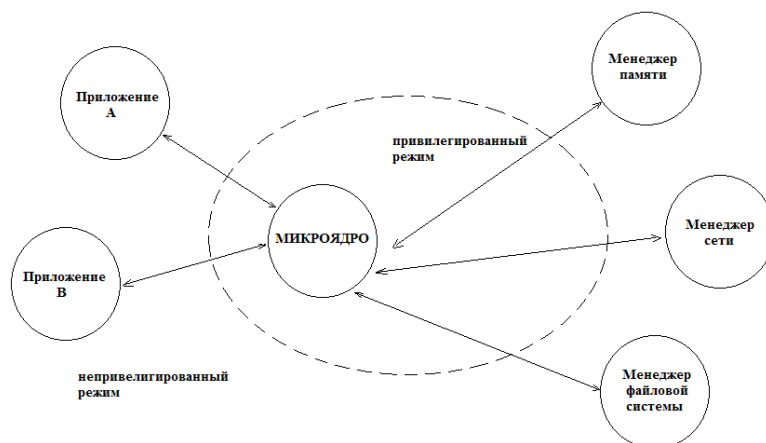 Приложение
А
Менеджер
памяти
привилегированный
режим
МИКРОЯДРО
Менеджер
сети
Приложение
В
непривелигированный
режим
Менеджер
файловой
системы